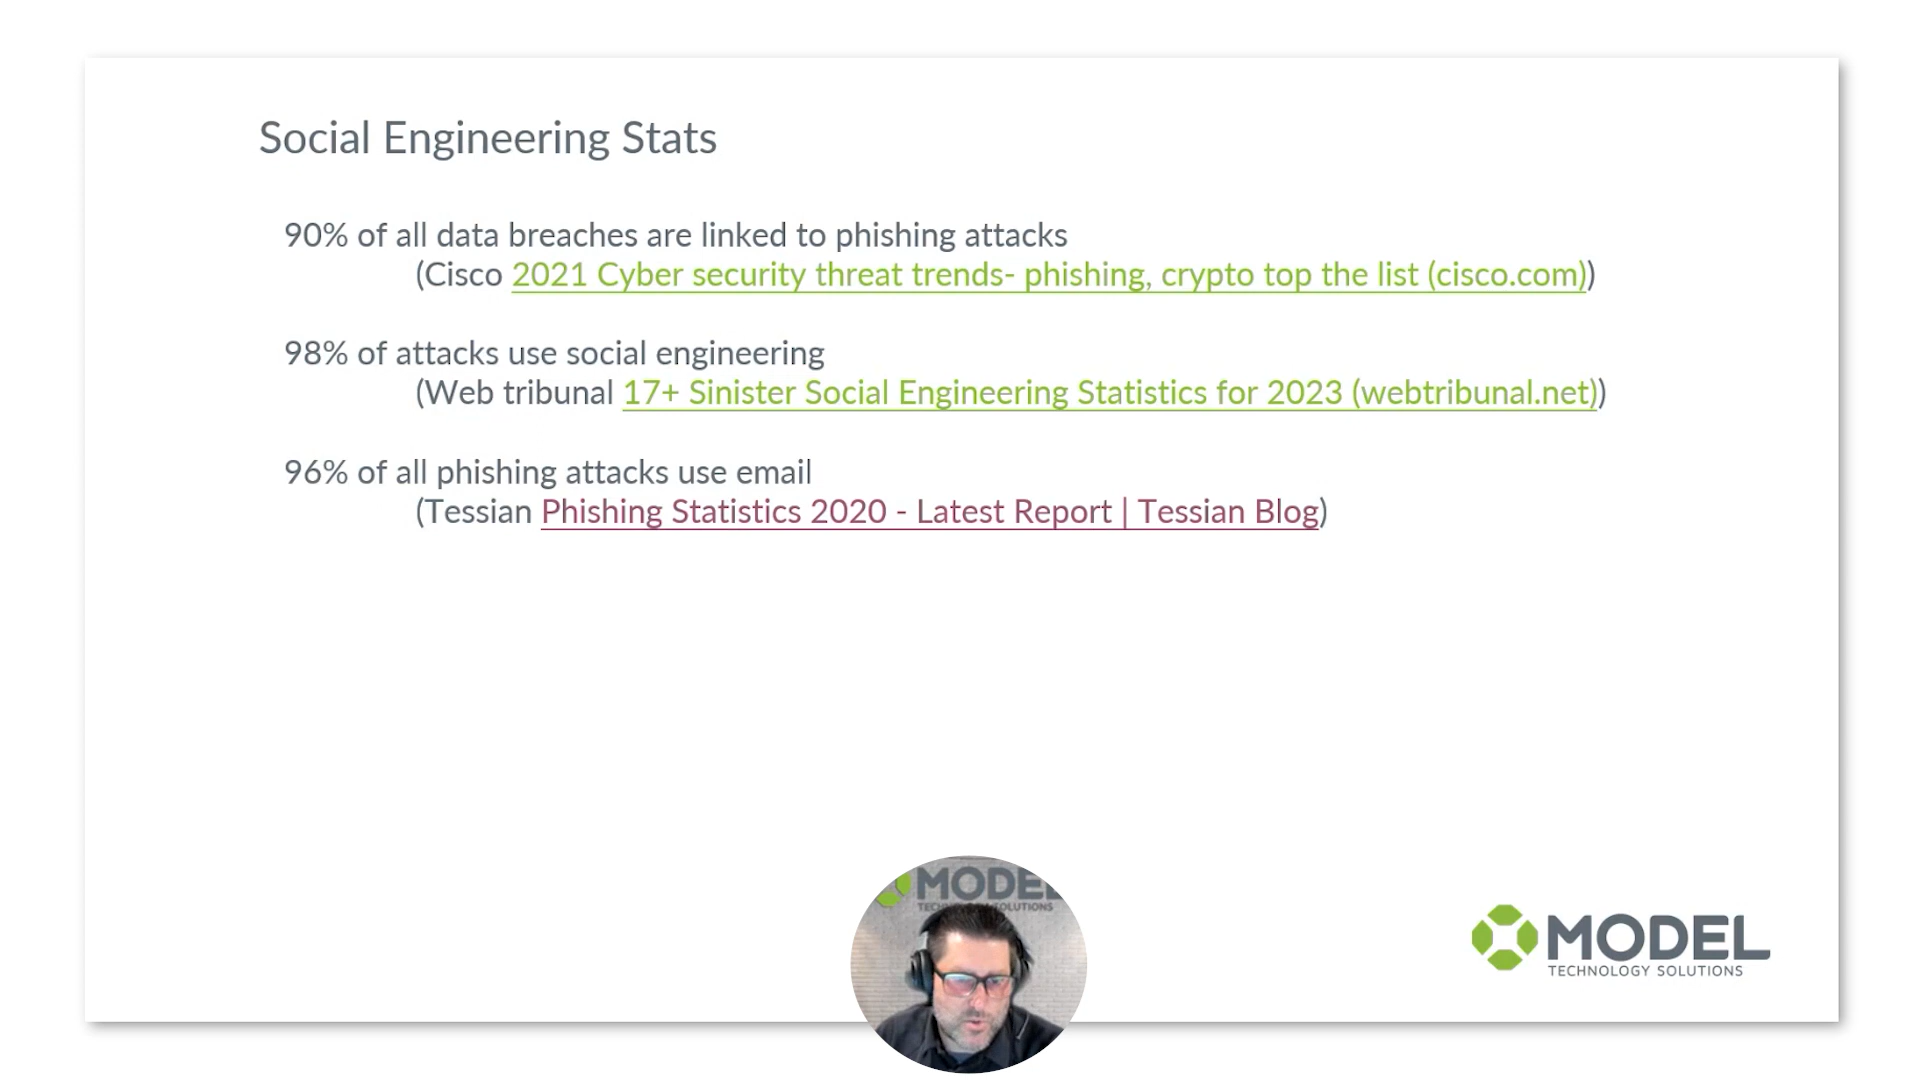 Social Engineering Stats
90% of all data breaches are linked to phishing attacks
(Cisco 2021 Cyber security threat trends- phishing, crypto top the list (cisco.com))
98% of attacks use social engineering
(Web tribunal 17+ Sinister Social Engineering Statistics for 2023 (webtribunal.net))
96% of all phishing attacks use email
(Tessian Phishing Statistics 2020 - Latest Report | Tessian Blog)
MODEL
TECHNOLOGY SOLUTIONS
MODEL
TECHNOLOGY SOLUTIONS